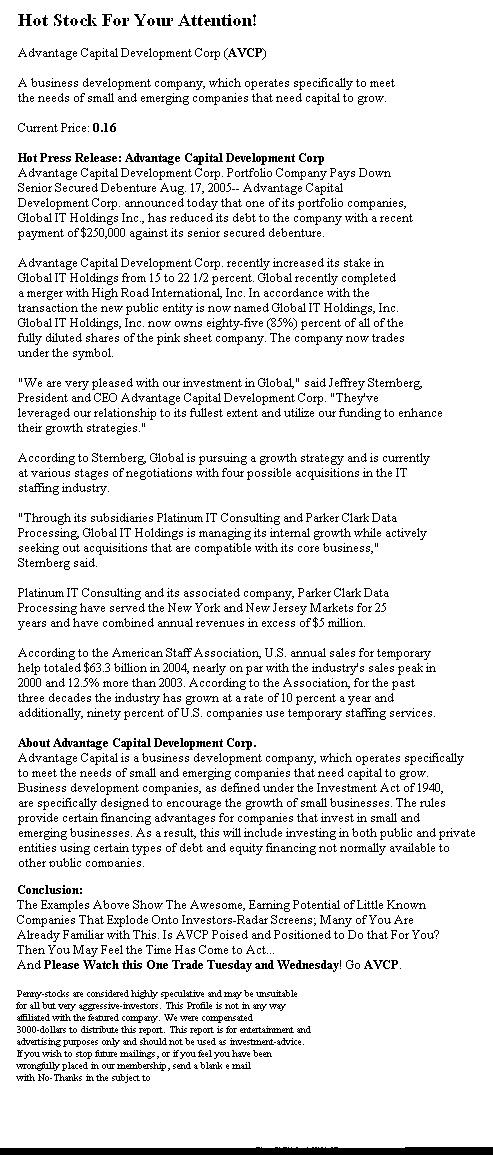 Hot Stock For Your Attention!
Advantage Capital Development Corp (AVCP)
A business development company, which operates specifically to meet
the needs of small and emerging companies that need capital to grow.
Current Price: 0.16
Hot Press Release: Advantage Capital Development Corp
Advantage Capital Development Corp. Portfolio Company Pays Down
Senior Secured Debenture Aug. 17, 2005-- Advantage Capital
Development Corp. announced today that one of its portfolio companies,
Global IT Holdings Inc., has reduced its debt to the company with a recent
payment of $250,000 against its senior secured debenture.
Advantage Capital Development Corp. recently increased its stake in
Global IT Holdings from 15 to 22 1/2 percent. Global recently completed
a merger with High Road International, Inc. In accordance with the
transaction the new public entity is now named Global IT Holdings, Inc.
Global IT Holdings, Inc. now owns eighty-five (85%) percent of all of the
fully diluted shares of the pink sheet company. The company now trades
under the symbol.
"We are very pleased with our investment in Global," said Jeffrey Sternberg,
President and CEO Advantage Capital Development Corp. "They've
leveraged our relationship to its fullest extent and utilize our funding to enhance
their growth strategies."
According to Sternberg, Global is pursuing a growth strategy and is currently
at various stages of negotiations with four possible acquisitions in the IT
staffing industry.
"Through its subsidiaries Platinum IT Consulting and Parker Clark Data
Processing, Global IT Holdings is managing its internal growth while actively
seeking out acquisitions that are compatible with its core business,"
Sternberg said.
Platinum IT Consulting and its associated company, Parker Clark Data
Processing have served the New York and New Jersey Markets for 25
years and have combined annual revenues in excess of $5 million.
According to the American Staff Association, U.S. annual sales for temporary
help totaled $63.3 billion in 2004, nearly on par with the industry's sales peak in
2000 and 12.5% more than 2003. According to the Association, for the past
three decades the industry has grown at a rate of 10 percent a year and
additionally, ninety percent of U.S. companies use temporary staffing services.
About Advantage Capital Development Corp.
Advantage Capital is a business development company, which operates specifically
to meet the needs of small and emerging companies that need capital to grow.
Business development companies, as defined under the Investment Act of 1940,
are specifically designed to encourage the growth of small businesses. The rules
provide certain financing advantages for companies that invest in small and
emerging businesses. As a result, this will include investing in both public and private
entities using certain types of debt and equity financing not normally available to
other public companies.
Conclusion:
The Examples Above Show The Awesome, Earning Potential of Little Known
Companies That Explode Onto Investors-Radar Screens; Many of You Are
Already Familiar with This. Is AVCP Poised and Positioned to Do that For You?
Then You May Feel the Time Has Come to Act...
And Please Watch this One Trade Tuesday and Wednesday! Go AVCP.
Penny-stocks are considered highly speculative and may be unsuitable
for all but very aggressive-investors. This Profile is not in any way
affiliated with the featured company. We were compensated
3000-dollars to distribute this report. This report is for entertainment and
advertising purposes only and should not be used as investment-advice.
If you wish to stop future mailings, or if you feel you have been
wrongfully placed in our membership, send a blank e mail
with No-Thanks in the subject to